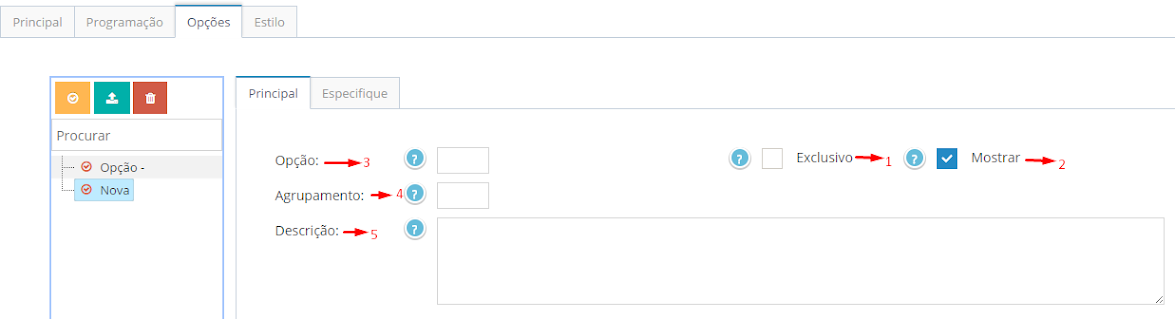 Principal Programação Opções Estilo
Principal Especifique
Procurar
Opção: 3 ? ? Exclusivo 1 ? Mostrar 2
Opção -
Nova
Agrupamento: 4 ?
Descrição: 5 ?